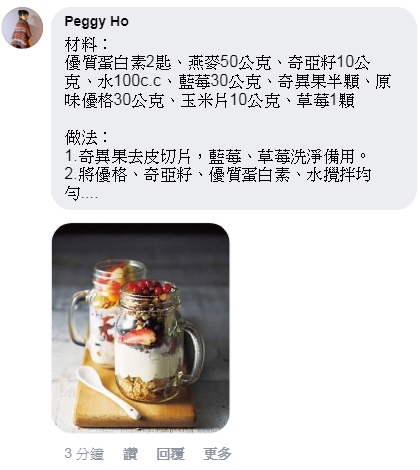 Peggy Ho
材料：
優質蛋白素2匙、燕麥50公克、奇亞籽10公
克、水100c.c、藍莓30公克、奇異果半顆、原
味優格30公克、玉米片10公克、草莓1顆
做法：
1.奇異果去皮切片，藍莓、草莓洗淨備用。
2.將優格、奇亞籽、優質蛋白素、水攪拌均
勻....
3 分鐘 讚 回覆 更多